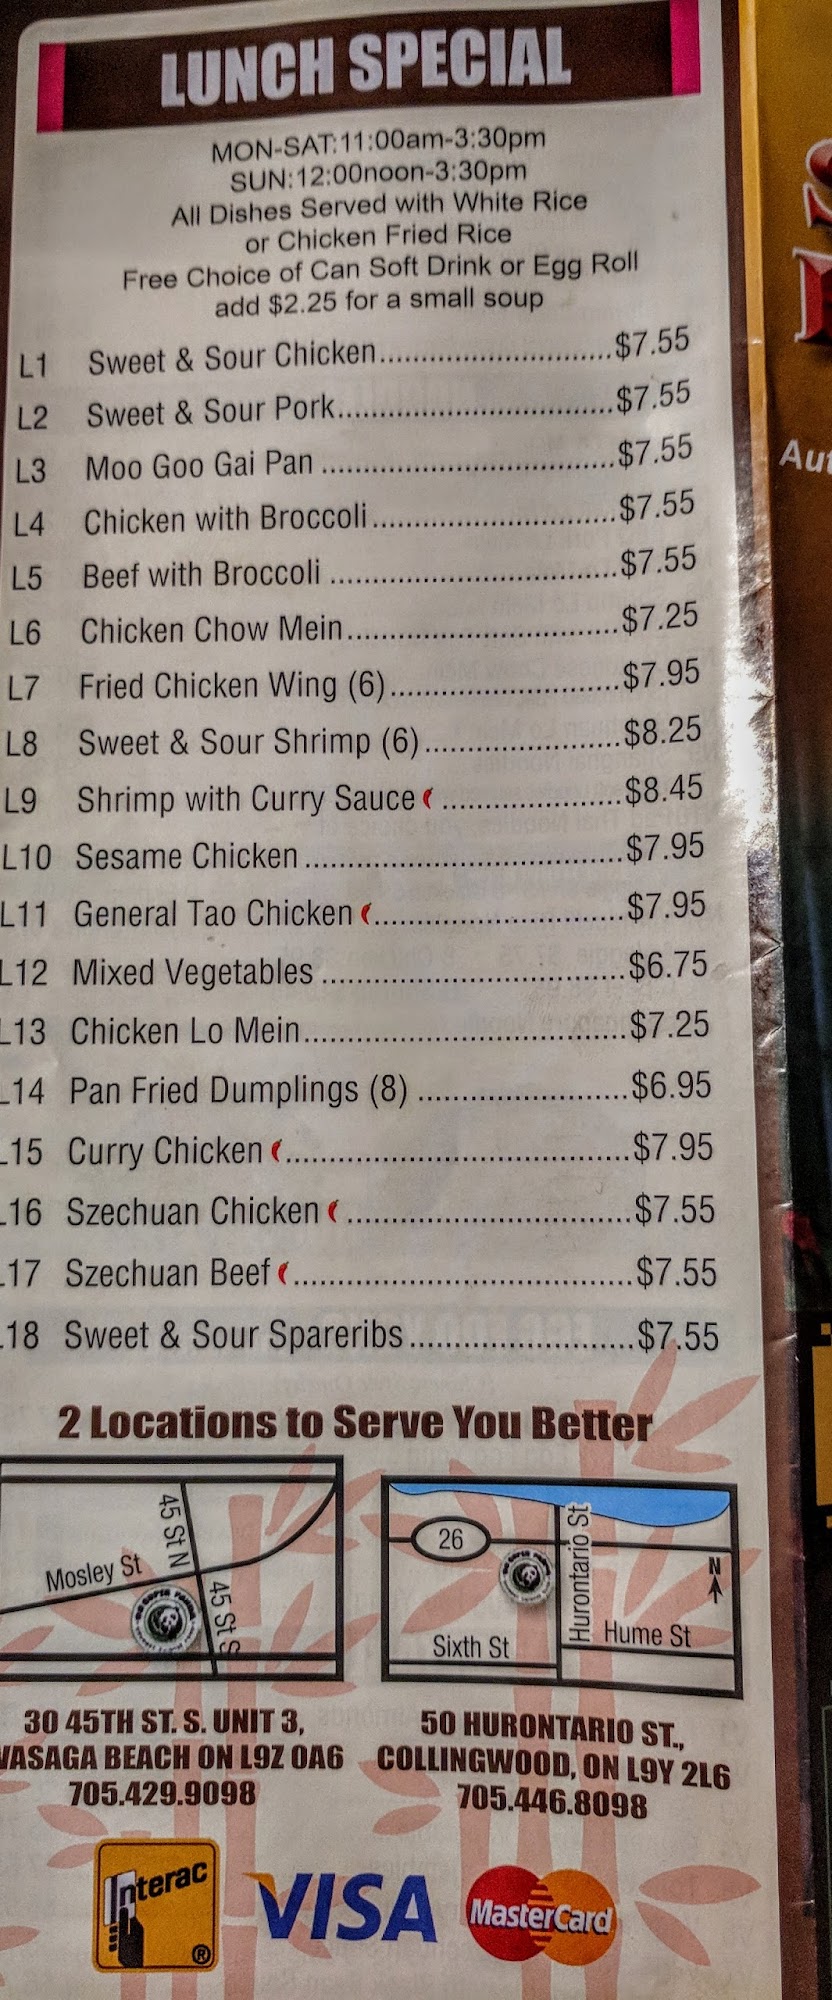 LUNCH SPECIAL
MON-SAT:11:00am-3:30pm
SUN:12:00noon-3:30pm
All Dishes Served with White Rice
or Chicken Fried Rice
Free Choice of Can Soft Drink or Egg Roll
add $2.25 for a small soup
L1 Sweet & Sour Chicken..............................$7.55
L2 Sweet & Sour Pork..................................$7.55
L3 Moo Goo Gai Pan ....................................$7.55
L4 Chicken with Broccoli..............................$7.55
L5 Beef with Broccoli ...................................$7.55
L6 Chicken Chow Mein..................................$7.25
L7 Fried Chicken Wing (6)............................$7.95
L8 Sweet & Sour Shrimp (6)........................$8.25
L9 Shrimp with Curry Sauce ......................$8.45
L10 Sesame Chicken.......................................$7.95
L11 General Tao Chicken ...............................$7.95
L12 Mixed Vegetables .....................................$6.75
L13 Chicken Lo Mein.......................................$7.25
L14 Pan Fried Dumplings (8) ..........................$6.95
L15 Curry Chicken ..........................................$7.95
L16 Szechuan Chicken ...................................$7.55
L17 Szechuan Beef .........................................$7.55
L18 Sweet & Sour Spareribs...........................$7.55
2 Locations to Serve You Better
45 St N
Mosley St
45 St S
26
Hurontario St
N
Sixth St
Hume St
30 45TH ST. S. UNIT 3,
WASAGA BEACH ON L9Z 0A6
705.429.9098
50 HURONTARIO ST.,
COLLINGWOOD, ON L9Y 2L6
705.446.8098
Interac
®
VISA
MasterCard
Aut